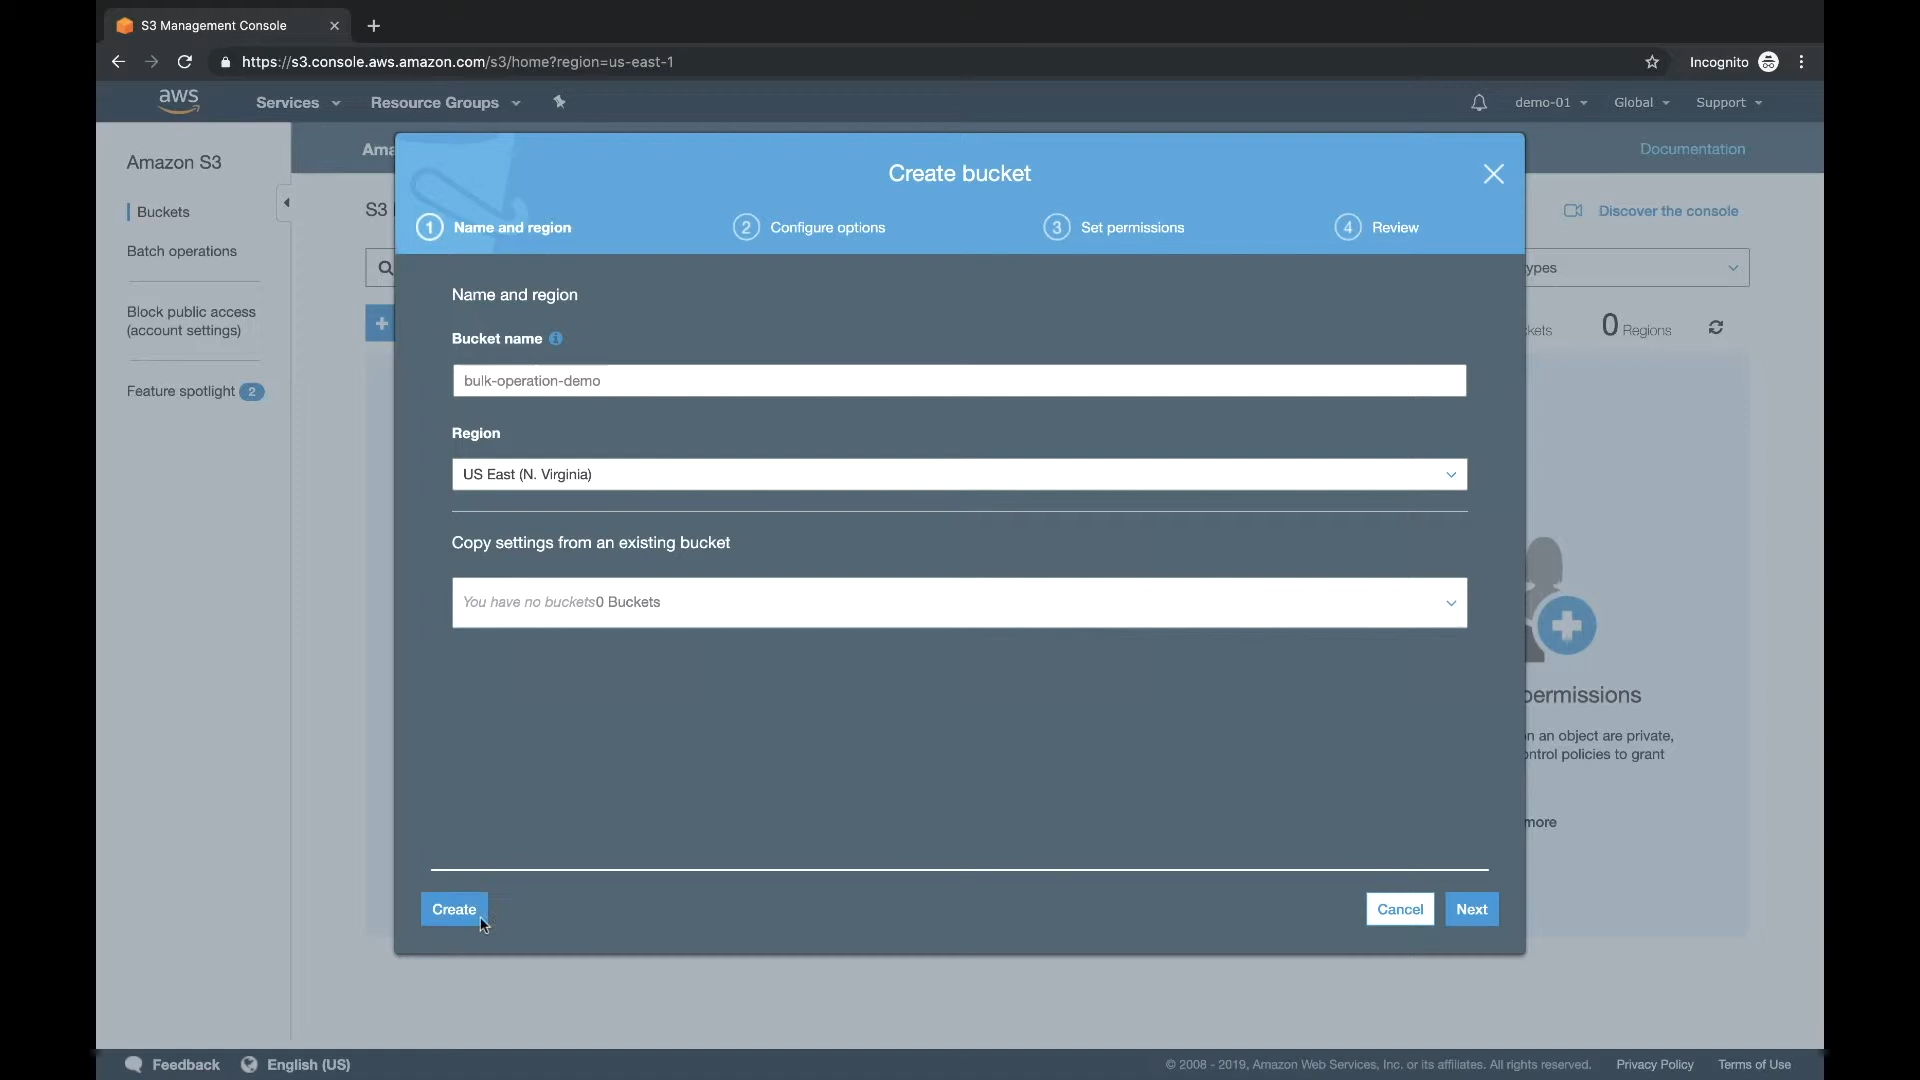 S3 Management Console
https://s3.console.aws.amazon.com/s3/home?region=us-east-1
Incognito
aws
Services
Resource Groups
demo-01
Global
Support
Amazon S3
Buckets
Batch operations
Block public access
(account settings)
Feature spotlight 2
Documentation
S3
Discover the console
0 Regions
Create bucket
1 Name and region
2 Configure options
3 Set permissions
4 Review
Name and region
Bucket name
bulk-operation-demo
Region
US East (N. Virginia)
Copy settings from an existing bucket
You have no buckets0 Buckets
Create
Cancel
Next
permissions
n an object are private,
ontrol policies to grant
more
Feedback
English (US)
© 2008 - 2019, Amazon Web Services, Inc. or its affiliates. All rights reserved.
Privacy Policy
Terms of Use